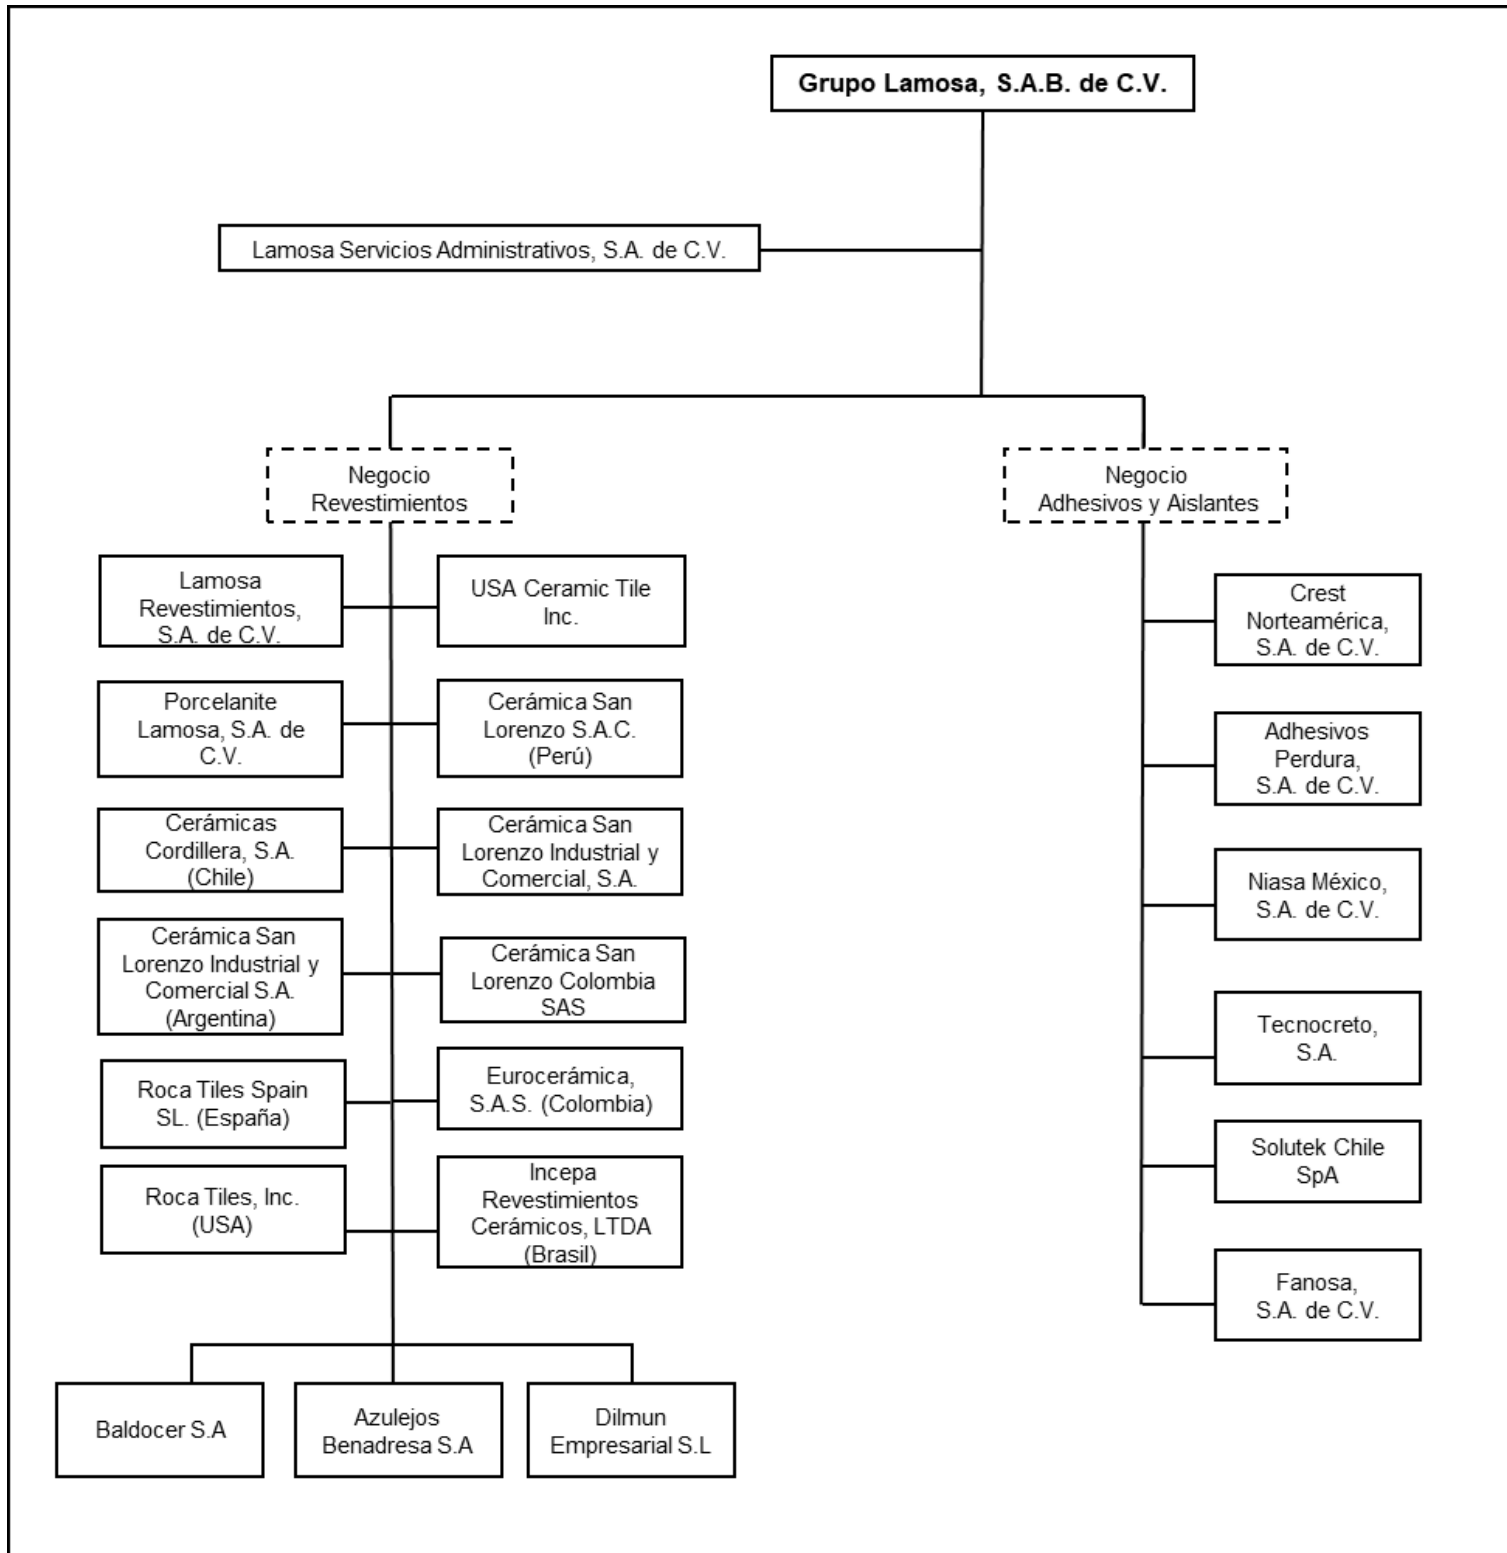 Grupo Lamosa, S.A.B. de C.V.
Lamosa Servicios Administrativos, S.A. de C.V.
Negocio
Revestimientos
Negocio
Adhesivos y Aislantes
Lamosa
Revestimientos,
S.A. de C.V.
USA Ceramic Tile
Inc.
Porcelanite
Lamosa, S.A. de
C.V.
Cerámica San
Lorenzo S.A.C.
(Perú)
Cerámicas
Cordillera, S.A.
(Chile)
Cerámica San
Lorenzo Industrial y
Comercial, S.A.
Cerámica San
Lorenzo Industrial y
Comercial S.A.
(Argentina)
Cerámica San
Lorenzo Colombia
SAS
Roca Tiles Spain
SL. (España)
Eurocerámica,
S.A.S. (Colombia)
Roca Tiles, Inc.
(USA)
Incepa
Revestimientos
Cerámicos, LTDA
(Brasil)
Baldocer S.A
Azulejos
Benadresa S.A
Dilmun
Empresarial S.L
Crest
Norteamérica,
S.A. de C.V.
Adhesivos
Perdura,
S.A. de C.V.
Niasa México,
S.A. de C.V.
Tecnocreto,
S.A.
Solutek Chile
SpA
Fanosa,
S.A. de C.V.